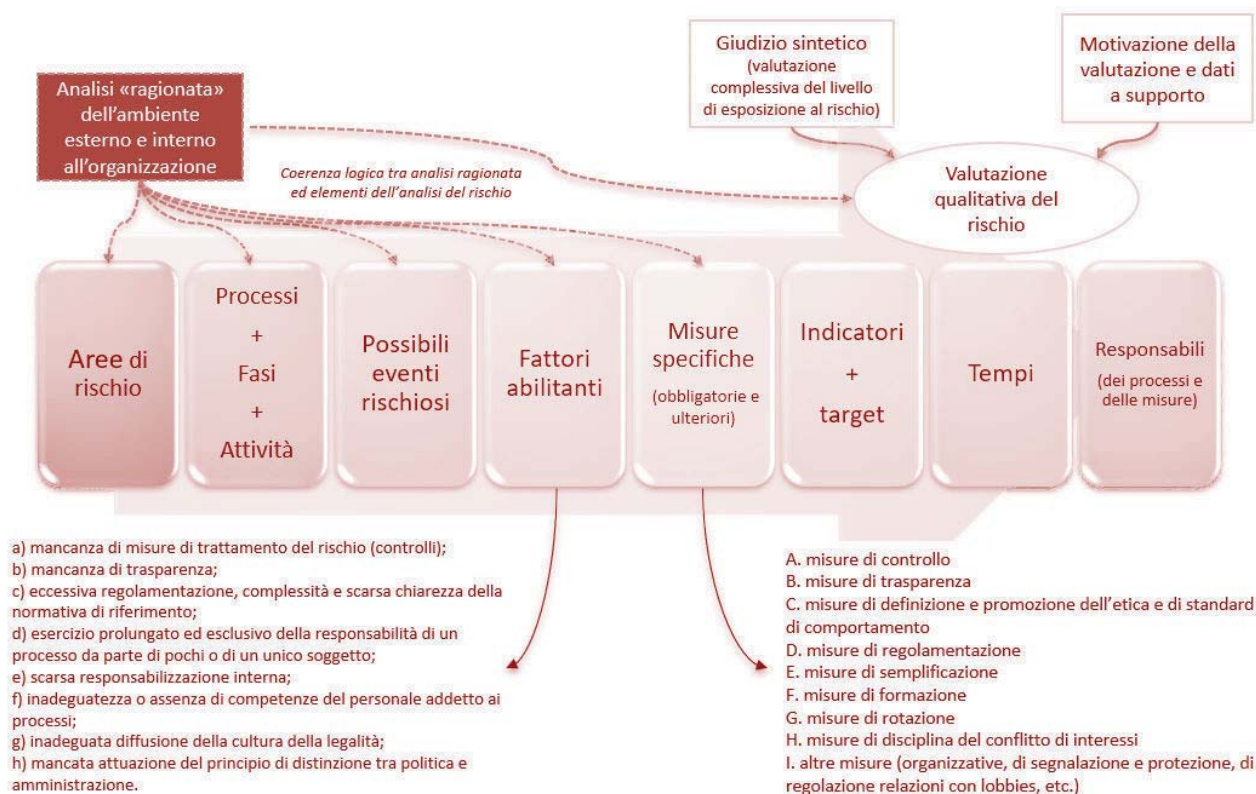 Giudizio sintetico
(valutazione
complessiva del livello
di esposizione al rischio)
Motivazione della
valutazione e dati
a supporto
Analisi «ragionata»
dell’ambiente
esterno e interno
all’organizzazione
Coerenza logica tra analisi ragionata
ed elementi dell’analisi del rischio
Valutazione
qualitativa del
rischio
Aree di
rischio
Processi
+
Fasi
+
Attività
Possibili
eventi
rischiosi
Fattori
abilitanti
Misure
specifiche
(obbligatorie e
ulteriori)
Indicatori
+
target
Tempi
Responsabili
(dei processi e
delle misure)
a) mancanza di misure di trattamento del rischio (controlli);
b) mancanza di trasparenza;
c) eccessiva regolamentazione, complessità e scarsa chiarezza della
normativa di riferimento;
d) esercizio prolungato ed esclusivo della responsabilità di un
processo da parte di pochi o di un unico soggetto;
e) scarsa responsabilizzazione interna;
f) inadeguatezza o assenza di competenze del personale addetto ai
processi;
g) inadeguata diffusione della cultura della legalità;
h) mancata attuazione del principio di distinzione tra politica e
amministrazione.
A. misure di controllo
B. misure di trasparenza
C. misure di definizione e promozione dell’etica e di standard
di comportamento
D. misure di regolamentazione
E. misure di semplificazione
F. misure di formazione
G. misure di rotazione
H. misure di disciplina del conflitto di interessi
I. altre misure (organizzative, di segnalazione e protezione, di
regolazione relazioni con lobbies, etc.)